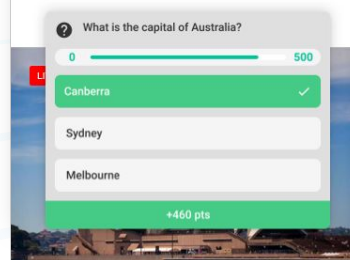 What is the capital of Australia?
0 500
Canberra
Sydney
Melbourne
+460 pts